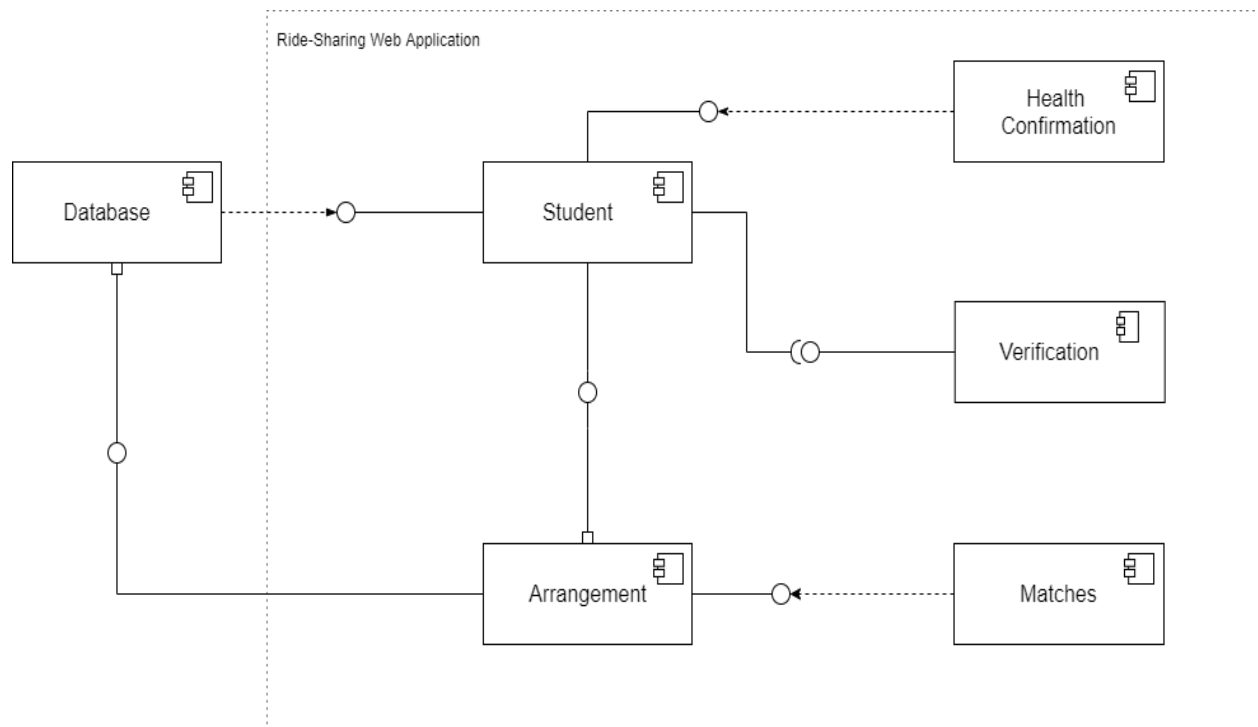 Ride-Sharing Web Application
Health
Confirmation
Database
Student
Verification
Arrangement
Matches